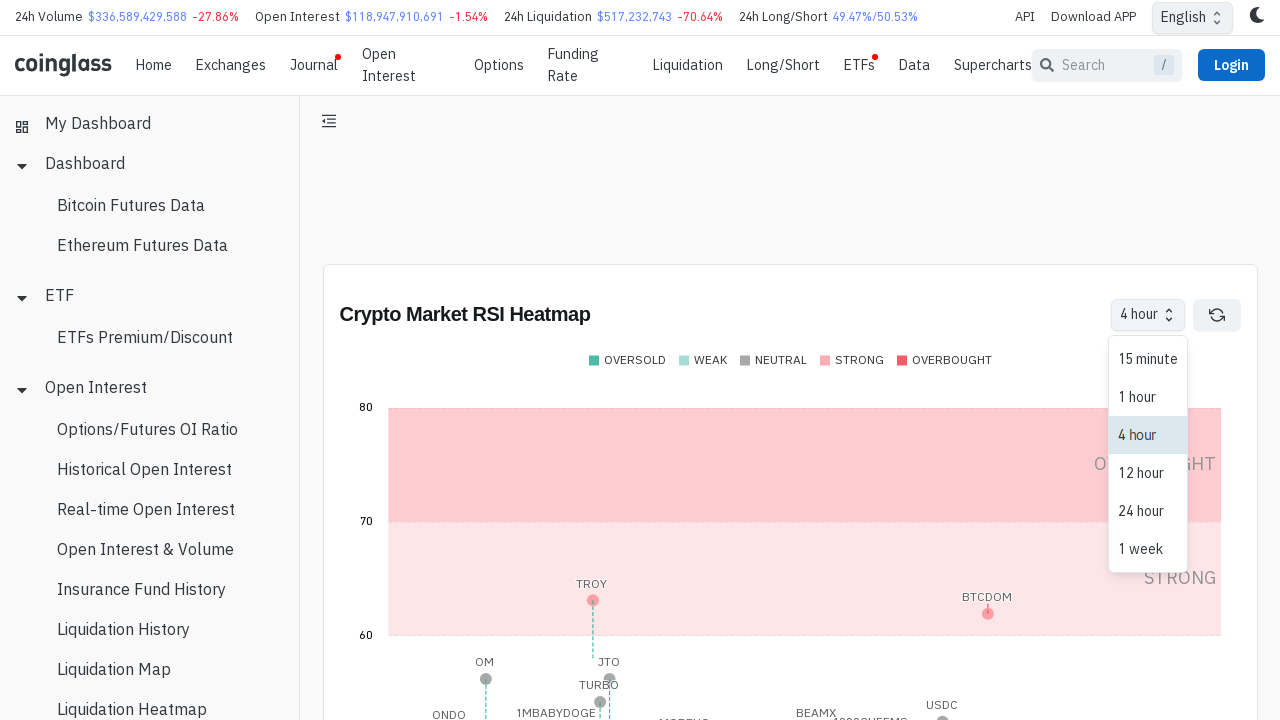 24h Volume $336,589,429,588 -27.86% Open Interest $118,947,910,691 -1.54% 24h Liquidation $517,232,743 -70.64% 24h Long/Short 49.47%/50.53% API Download APP English
coinglass Home Exchanges Journal Open Interest Options Funding Rate Liquidation Long/Short ETFs Data Supercharts Search / Login
My Dashboard
Dashboard
Bitcoin Futures Data
Ethereum Futures Data
ETF
ETFs Premium/Discount
Open Interest
Options/Futures OI Ratio
Historical Open Interest
Real-time Open Interest
Open Interest & Volume
Insurance Fund History
Liquidation History
Liquidation Map
Liquidation Heatmap
Crypto Market RSI Heatmap
4 hour
OVERSOLD WEAK NEUTRAL STRONG OVERBOUGHT
15 minute
1 hour
4 hour
12 hour
24 hour
1 week
80
70
STRONG
TROY
BTCDOM
60
OM
JTO
TURBO
USDC
ONDO
1MBABYDOGE
BEAMX